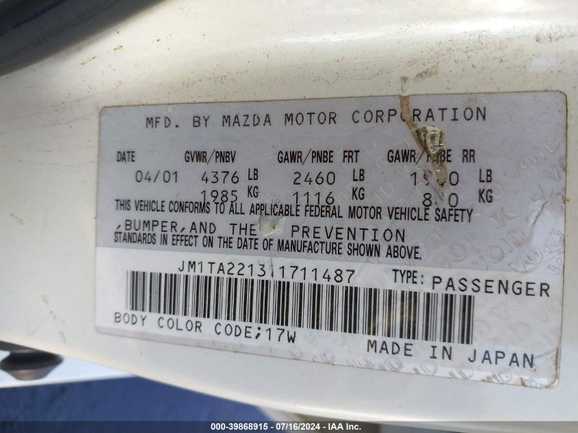 MFD. BY MAZDA MOTOR CORPORATION
DATE GVWR/PNBV GAWR/PNBE FRT GAWR/PNBE RR
04/01 4376 LB 2460 LB LB
1985 KG 1116 KG KG
THIS VEHICLE CONFORMS TO ALL APPLICABLE FEDERAL MOTOR VEHICLE SAFETY
,BUMPER,AND THE PREVENTION
STANDARDS IN EFFECT ON THE DATE OF MANUFACTURE SHOWN ABOVE.
JM1TA221311711487 TYPE: PASSENGER
BODY COLOR CODE;17W
MADE IN JAPAN
000-39868915 - 07/16/2024 - IAA Inc.